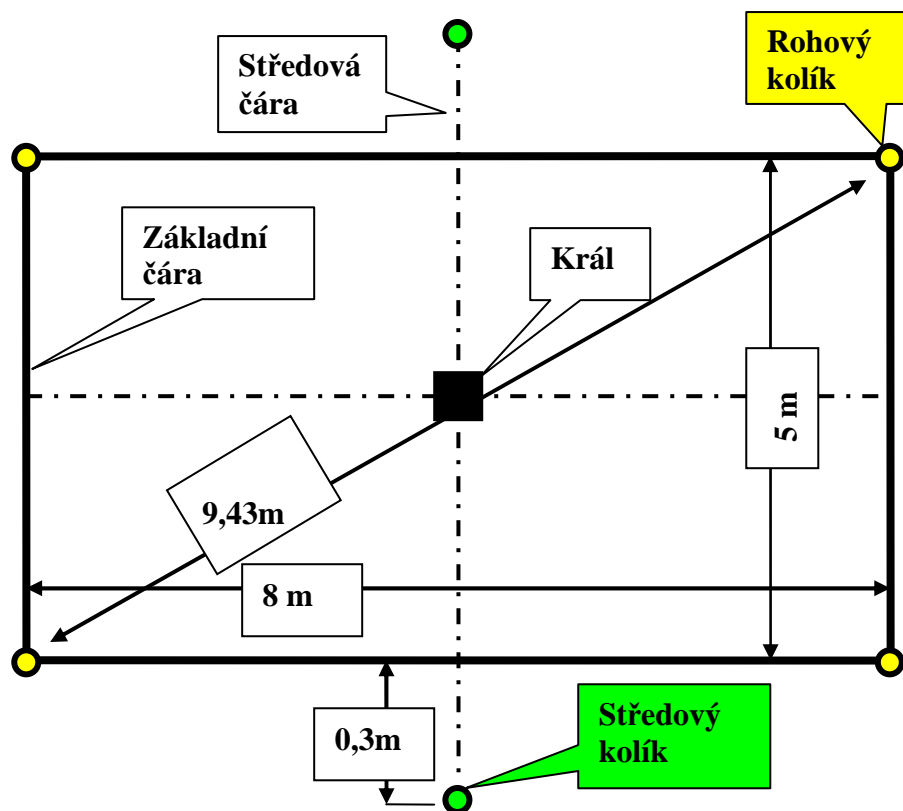 Středová
čára
Rohový
kolík
Základní
čára
Král
5 m
9,43m
8 m
0,3m
Středový
kolík